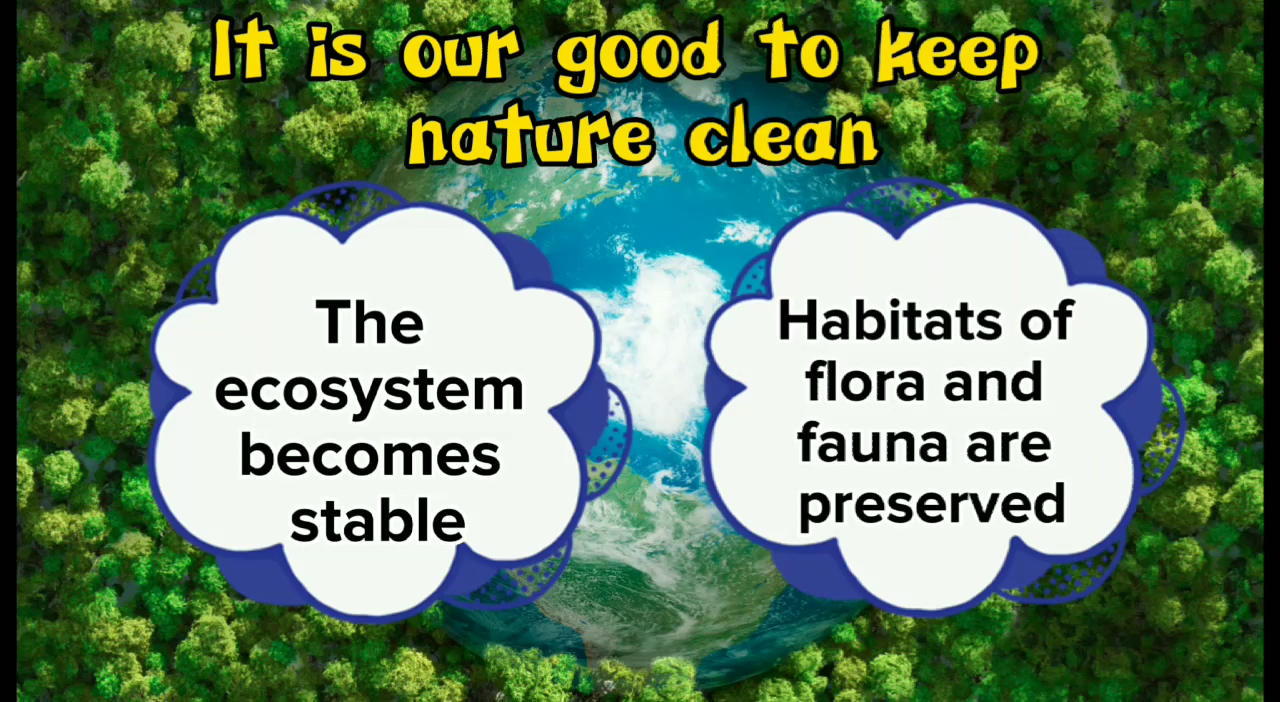 It is our good to keep
nature clean
The
ecosystem
becomes
stable
Habitats of
flora and
fauna are
preserved